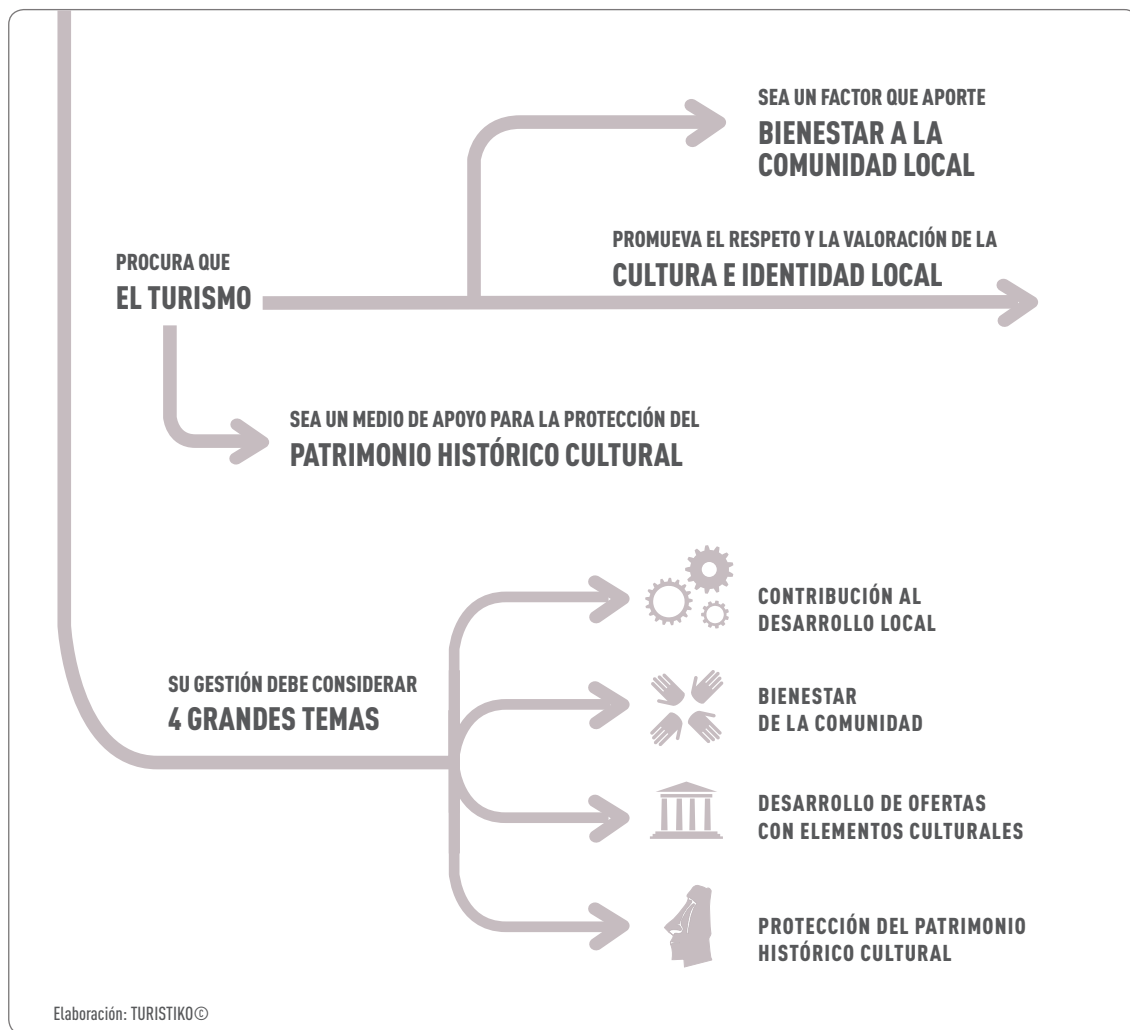 SEA UN FACTOR QUE APORTE
BIENESTAR A LA
COMUNIDAD LOCAL
PROMUEVA EL RESPETO Y LA VALORACIÓN DE LA
CULTURA E IDENTIDAD LOCAL
PROCURA QUE
EL TURISMO
SEA UN MEDIO DE APOYO PARA LA PROTECCIÓN DEL
PATRIMONIO HISTÓRICO CULTURAL
SU GESTIÓN DEBE CONSIDERAR
4 GRANDES TEMAS
CONTRIBUCIÓN AL
DESARROLLO LOCAL
BIENESTAR
DE LA COMUNIDAD
DESARROLLO DE OFERTAS
CON ELEMENTOS CULTURALES
PROTECCIÓN DEL PATRIMONIO
HISTÓRICO CULTURAL
Elaboración: TURISTIKO©